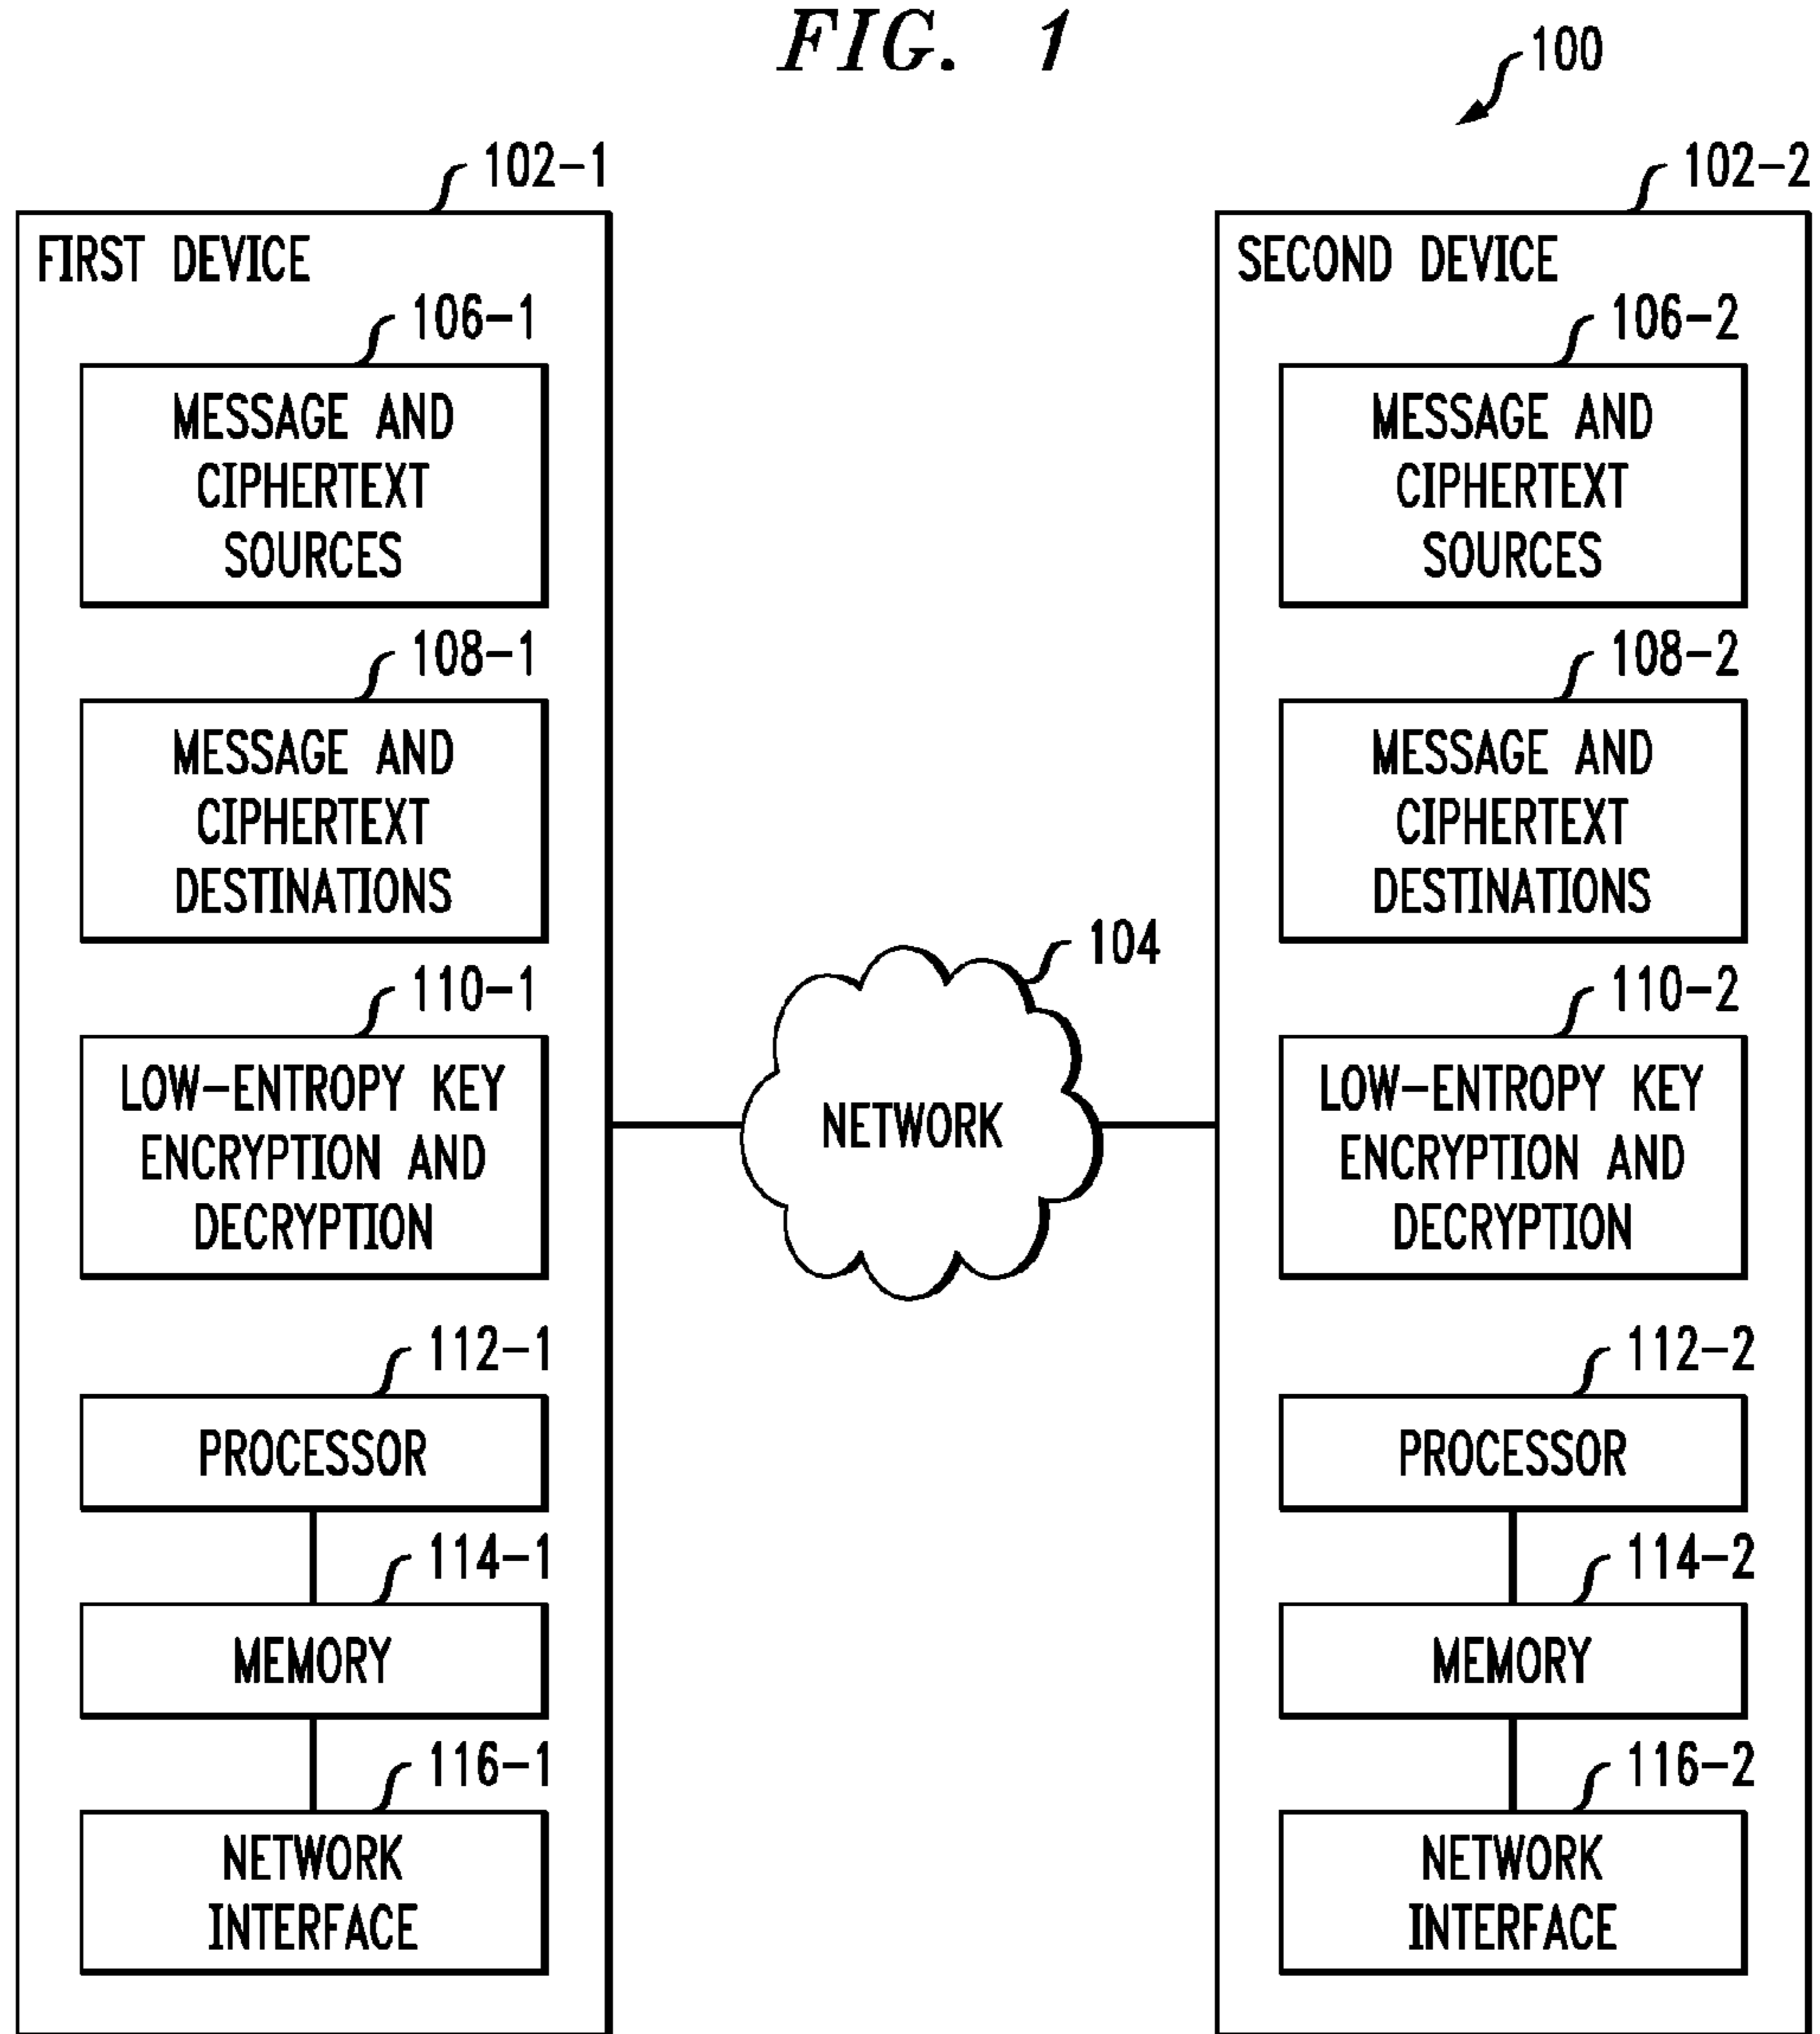 FIG. 1
100
102-1
FIRST DEVICE
106-1
MESSAGE AND
CIPHERTEXT
SOURCES
108-1
MESSAGE AND
CIPHERTEXT
DESTINATIONS
110-1
LOW-ENTROPY KEY
ENCRYPTION AND
DECRYPTION
112-1
PROCESSOR
114-1
MEMORY
116-1
NETWORK
INTERFACE
104
NETWORK
102-2
SECOND DEVICE
106-2
MESSAGE AND
CIPHERTEXT
SOURCES
108-2
MESSAGE AND
CIPHERTEXT
DESTINATIONS
110-2
LOW-ENTROPY KEY
ENCRYPTION AND
DECRYPTION
112-2
PROCESSOR
114-2
MEMORY
116-2
NETWORK
INTERFACE